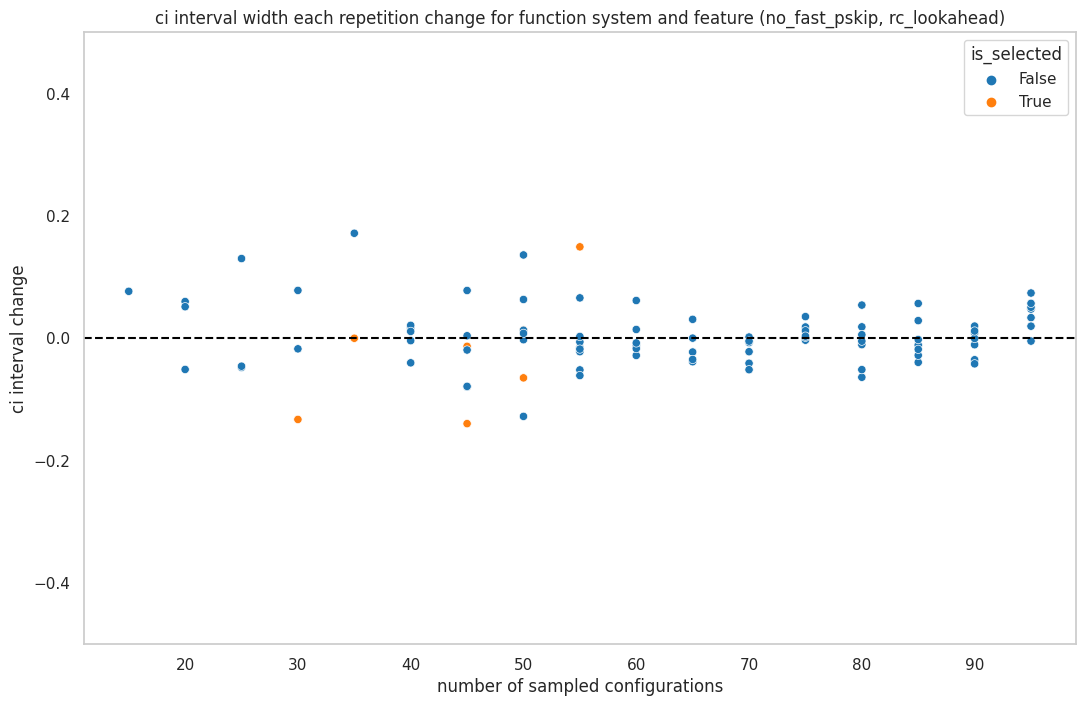 ci interval width each repetition change for function system and feature (no_fast_pskip, rc_lookahead)
is_selected
False
True
0.4
0.2
0.0
−0.2
−0.4
ci interval change
20 30 40 50 60 70 80 90
number of sampled configurations